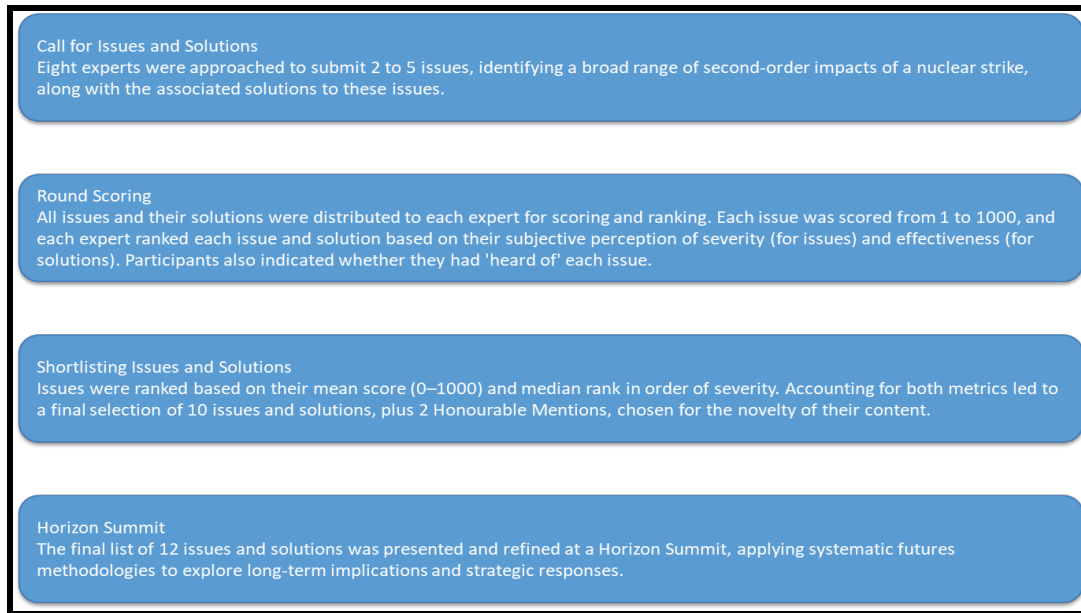 Call for Issues and Solutions
Eight experts were approached to submit 2 to 5 issues, identifying a broad range of second-order impacts of a nuclear strike,
along with the associated solutions to these issues.
Round Scoring
All issues and their solutions were distributed to each expert for scoring and ranking. Each issue was scored from 1 to 1000, and
each expert ranked each issue and solution based on their subjective perception of severity (for issues) and effectiveness (for
solutions). Participants also indicated whether they had 'heard of' each issue.
Shortlisting Issues and Solutions
Issues were ranked based on their mean score (0–1000) and median rank in order of severity. Accounting for both metrics led to
a final selection of 10 issues and solutions, plus 2 Honourable Mentions, chosen for the novelty of their content.
Horizon Summit
The final list of 12 issues and solutions was presented and refined at a Horizon Summit, applying systematic futures
methodologies to explore long-term implications and strategic responses.